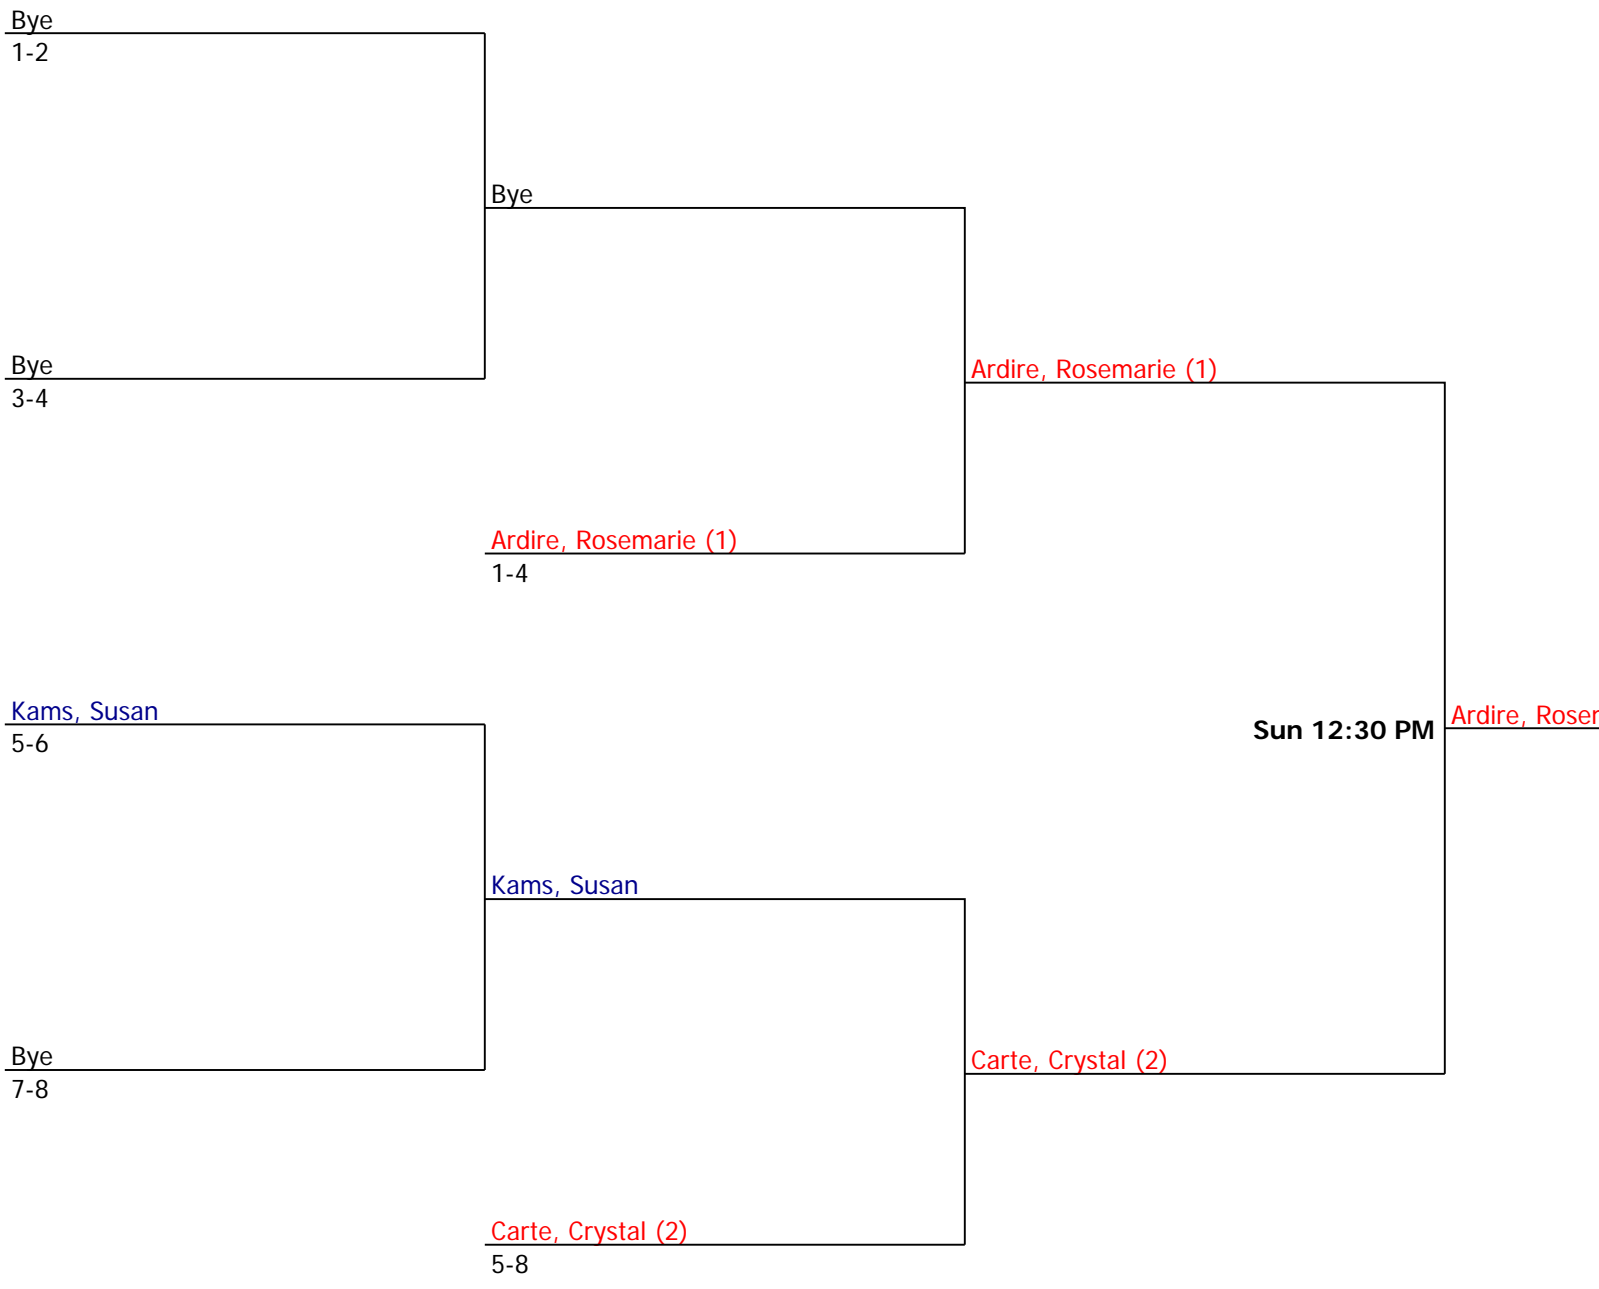 Bye
1-2
Bye
Bye
3-4
Ardire, Rosemarie (1)
Ardire, Rosemarie (1)
1-4
Kams, Susan
5-6
Sun 12:30 PM
Ardire, Roser
Kams, Susan
Bye
7-8
Carte, Crystal (2)
Carte, Crystal (2)
5-8